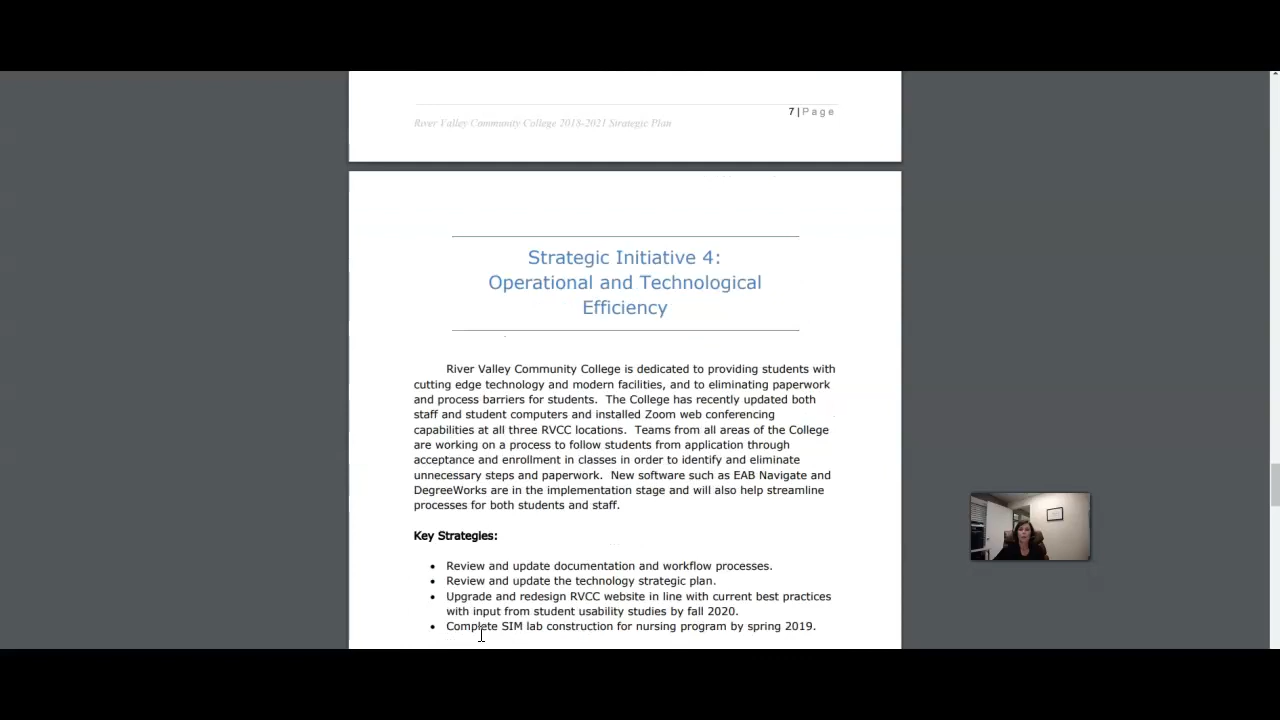 7 | P a g e
River Valley Community College 2018-2021 Strategic Plan
Strategic Initiative 4:
Operational and Technological
Efficiency
River Valley Community College is dedicated to providing students with
cutting edge technology and modern facilities, and to eliminating paperwork
and process barriers for students.  The College has recently updated both
staff and student computers and installed Zoom web conferencing
capabilities at all three RVCC locations.  Teams from all areas of the College
are working on a process to follow students from application through
acceptance and enrollment in classes in order to identify and eliminate
unnecessary steps and paperwork.  New software such as EAB Navigate and
DegreeWorks are in the implementation stage and will also help streamline
processes for both students and staff.
Key Strategies:
• Review and update documentation and workflow processes.
• Review and update the technology strategic plan.
• Upgrade and redesign RVCC website in line with current best practices
with input from student usability studies by fall 2020.
• Complete SIM lab construction for nursing program by spring 2019.